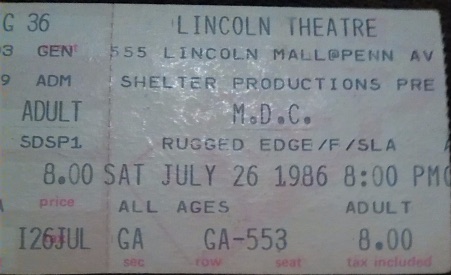 G 36 LINCOLN THEATRE
03 GEN 555 LINCOLN MALL@PENN AV
9 ADM SHELTER PRODUCTIONS PRE
ADULT M.D.C.
SDSP1 RUGGED EDGE/F/SLA
8.00 SAT JULY 26 1986 8:00 PM
price ALL AGES ADULT
I26JUL GA GA-553 8.00
sec row seat tax included